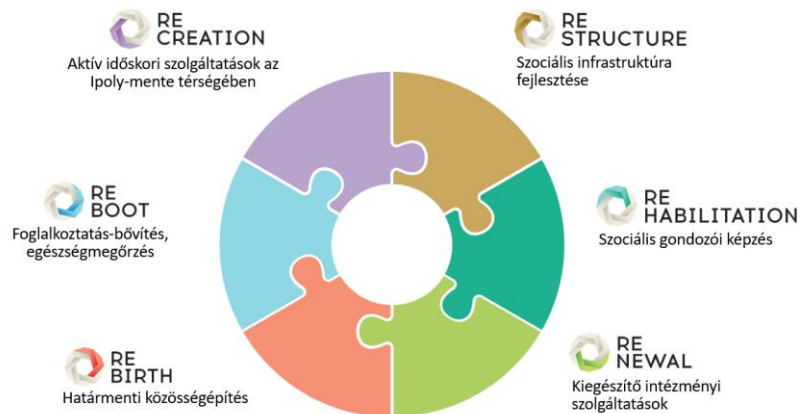 RE
CREATION
Aktív időskori szolgáltatások az
Ipoly-mente térségében
RE
STRUCTURE
Szociális infrastruktúra
fejlesztése
RE
BOOT
Foglalkoztatás-bővítés,
egészségmegőrzés
RE
HABILITATION
Szociális gondozói képzés
RE
BIRTH
Határmenti közösségépítés
RE
NEWAL
Kiegészítő intézményi
szolgáltatások